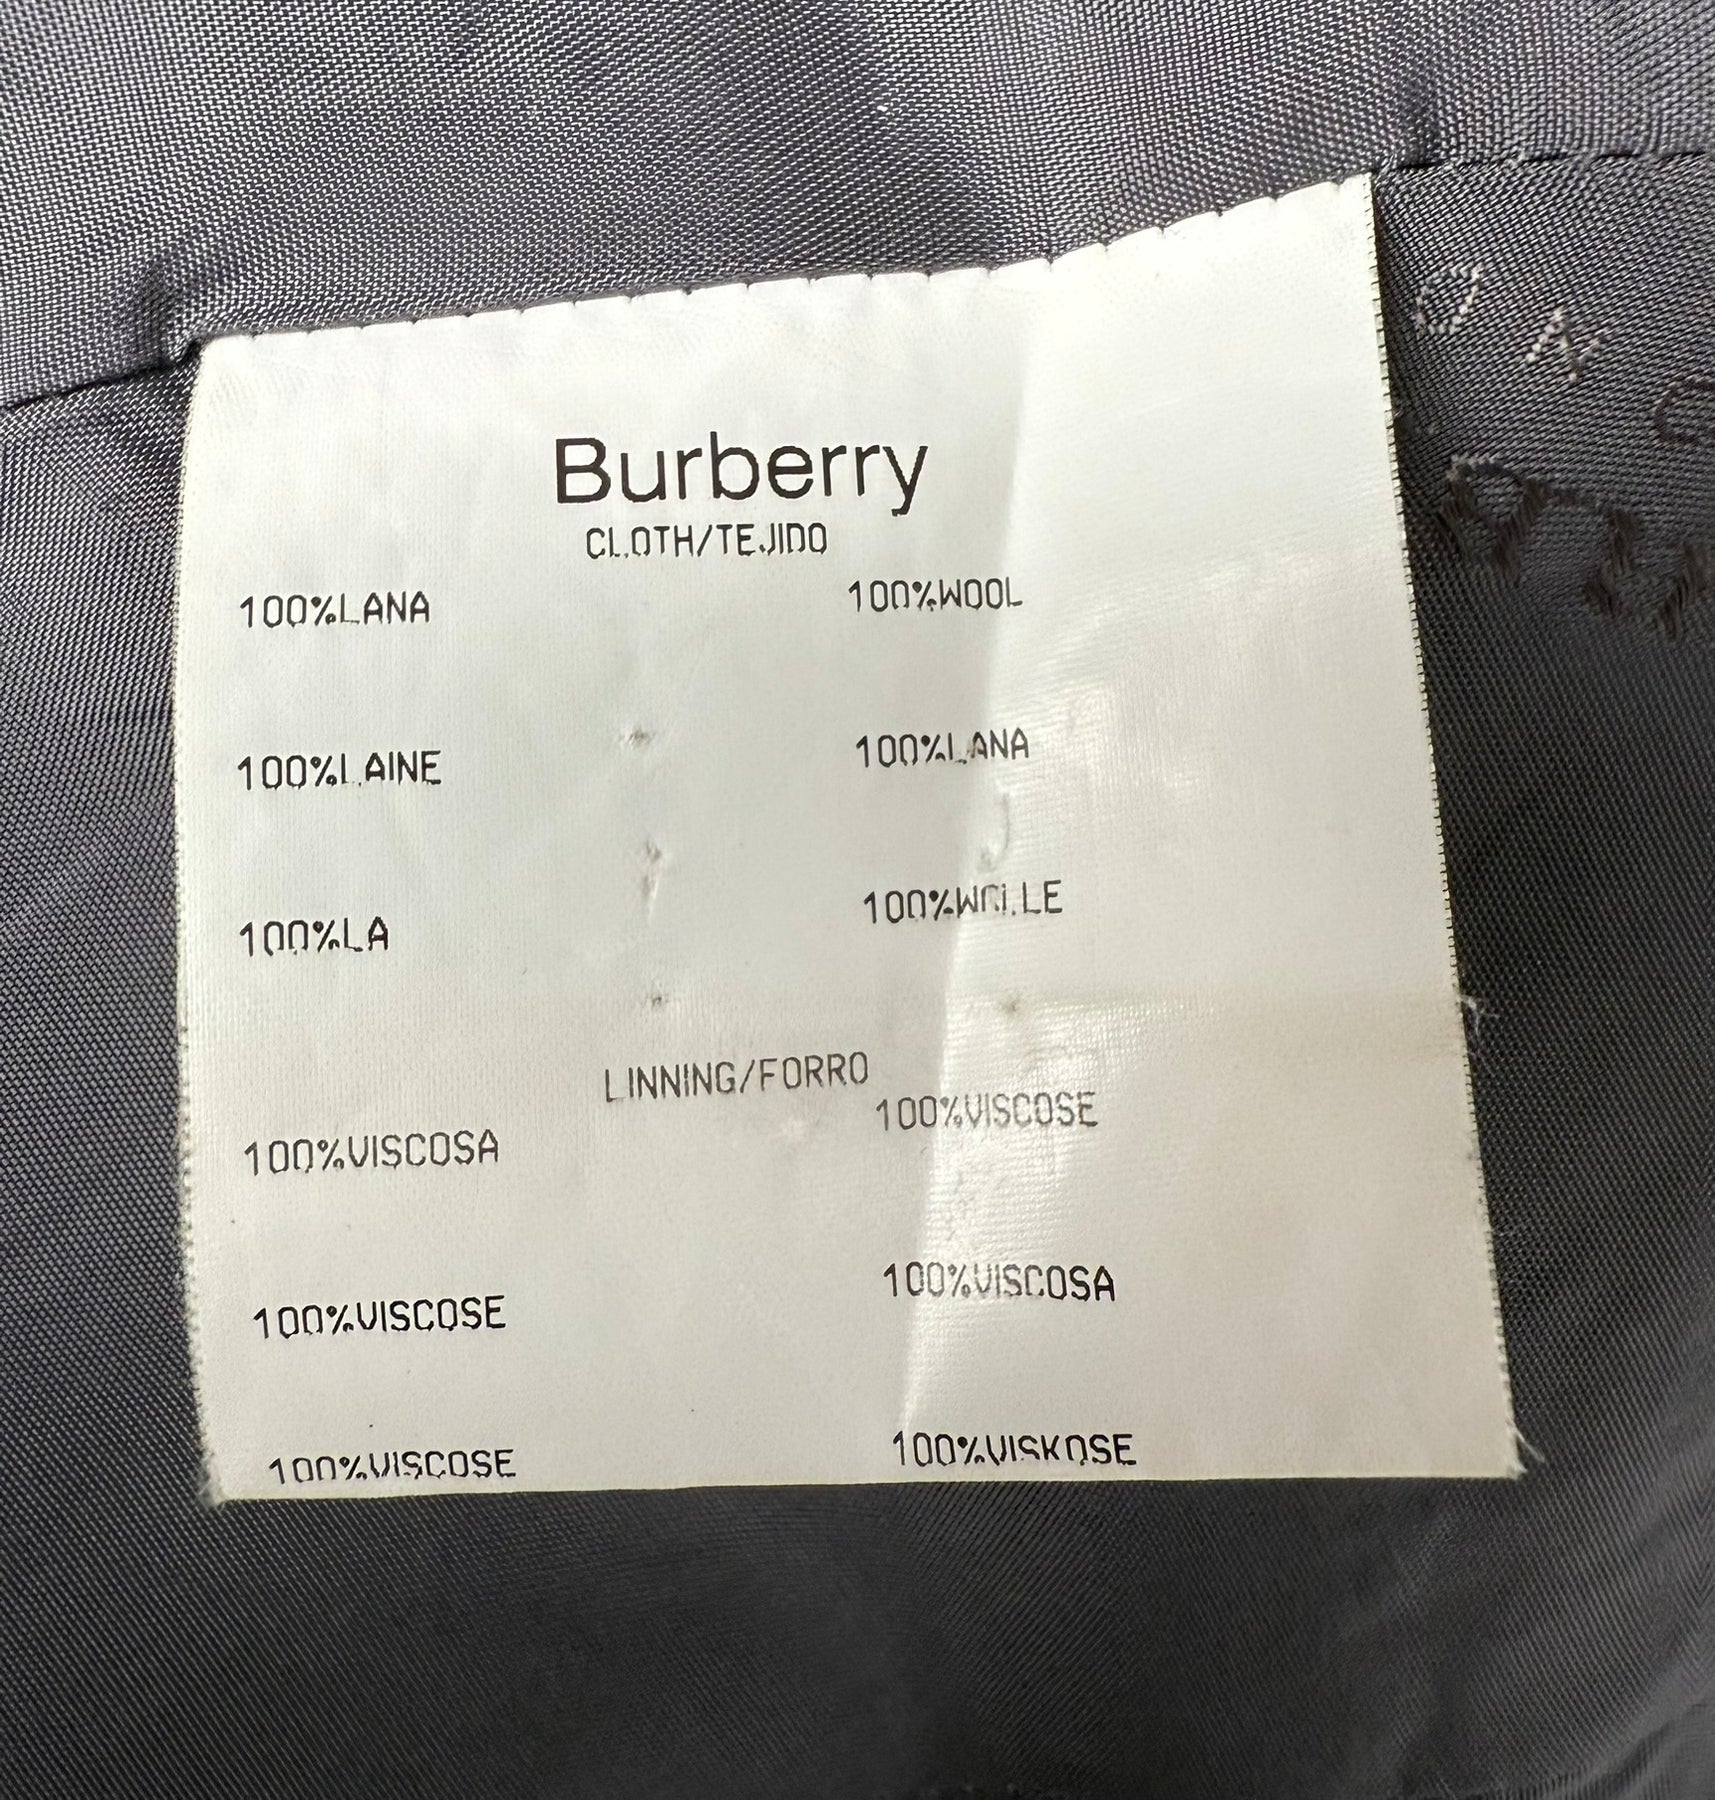 Burberry
CLOTH/TEJIDO
100%LANA 100%WOOL
100%LAINE 100%LANA
100%LA 100%WOLLE
LINNING/FORRO
100%VISCOSA 100%VISCOSE
100%VISCOSE 100%VISCOSA
100%VISCOSE 100%VISKOSE